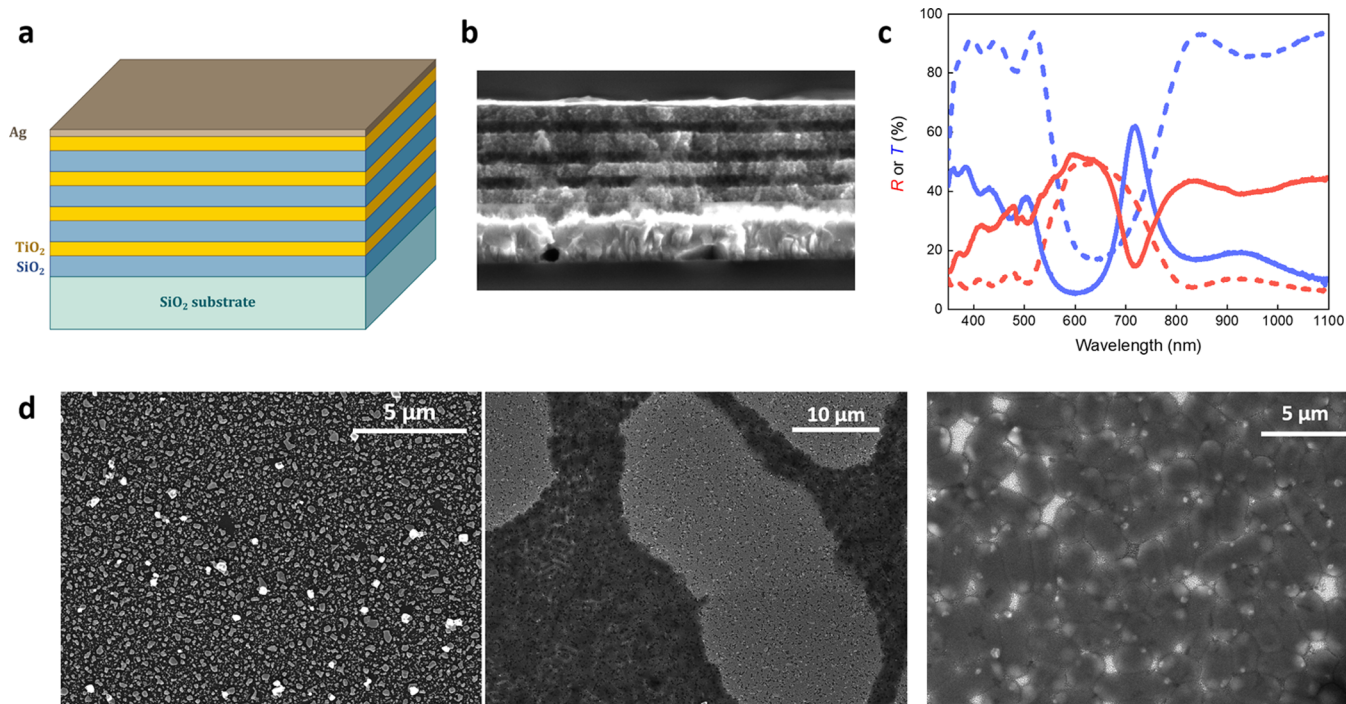 a
Ag
TiO₂
SiO₂
SiO₂ substrate
b
c
100
80
60
40
20
0
R or T (%)
400 500 600 700 800 900 1000 1100
Wavelength (nm)
d
5 µm
10 µm
5 µm